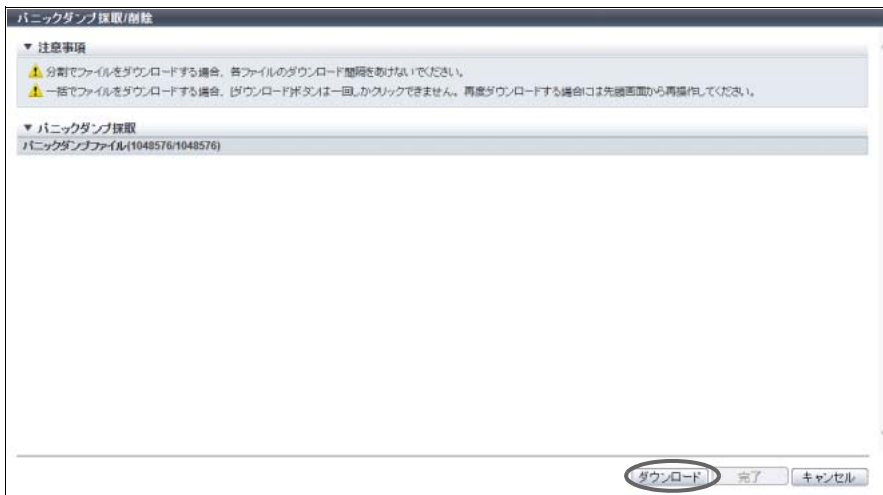 パニックダンプ採取/削除
▼ 注意事項
分割でファイルをダウンロードする場合、各ファイルのダウンロード間隔をあけないでください。
一括でファイルをダウンロードする場合、[ダウンロード]ボタンは一回しかクリックできません。再度ダウンロードする場合には先頭画面から再操作してください。
▼ パニックダンプ採取
パニックダンプファイル(1048576/1048576)
ダウンロード 完了 キャンセル